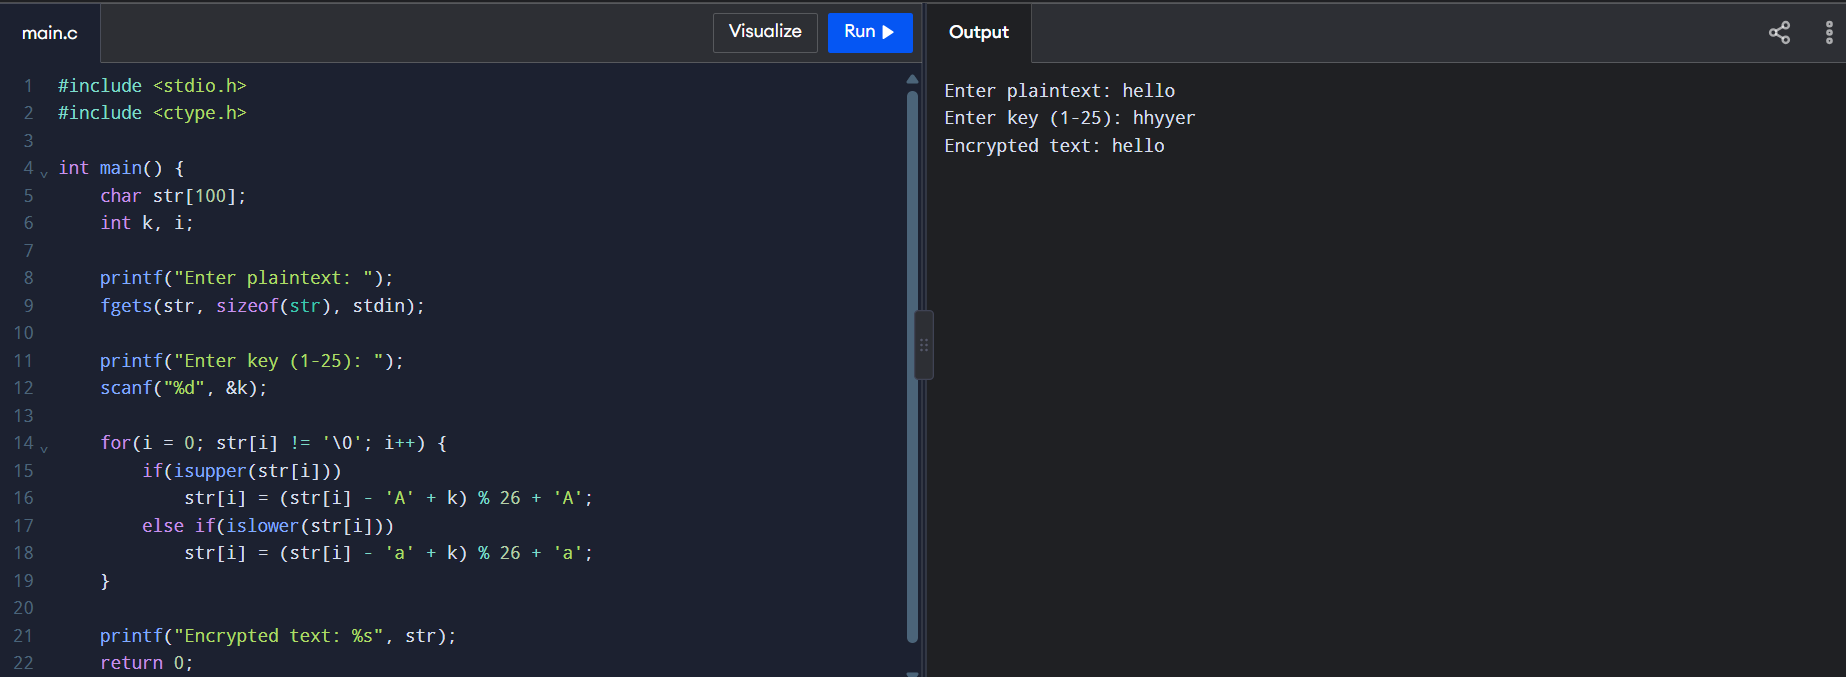 main.c
Visualize
Run
1 #include <stdio.h>
2 #include <ctype.h>
3
4 int main() {
5     char str[100];
6     int k, i;
7
8     printf("Enter plaintext: ");
9     fgets(str, sizeof(str), stdin);
10
11     printf("Enter key (1-25): ");
12     scanf("%d", &k);
13
14     for(i = 0; str[i] != '\0'; i++) {
15         if(isupper(str[i]))
16             str[i] = (str[i] - 'A' + k) % 26 + 'A';
17         else if(islower(str[i]))
18             str[i] = (str[i] - 'a' + k) % 26 + 'a';
19     }
20
21     printf("Encrypted text: %s", str);
22     return 0;
Output
Enter plaintext: hello
Enter key (1-25): hhyyer
Encrypted text: hello